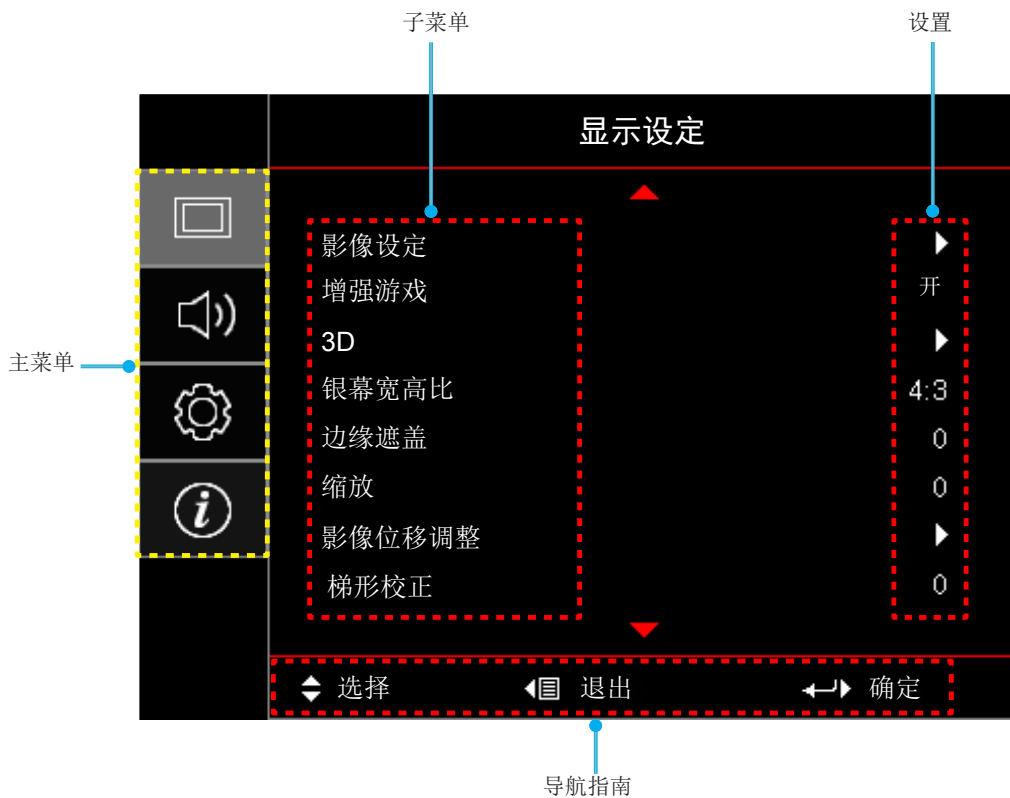 子菜单 设置
显示设定
影像设定
增强游戏 开
3D
主菜单
银幕宽高比 4:3
边缘遮盖 0
缩放 0
影像位移调整
梯形校正 0
选择 退出 确定
导航指南